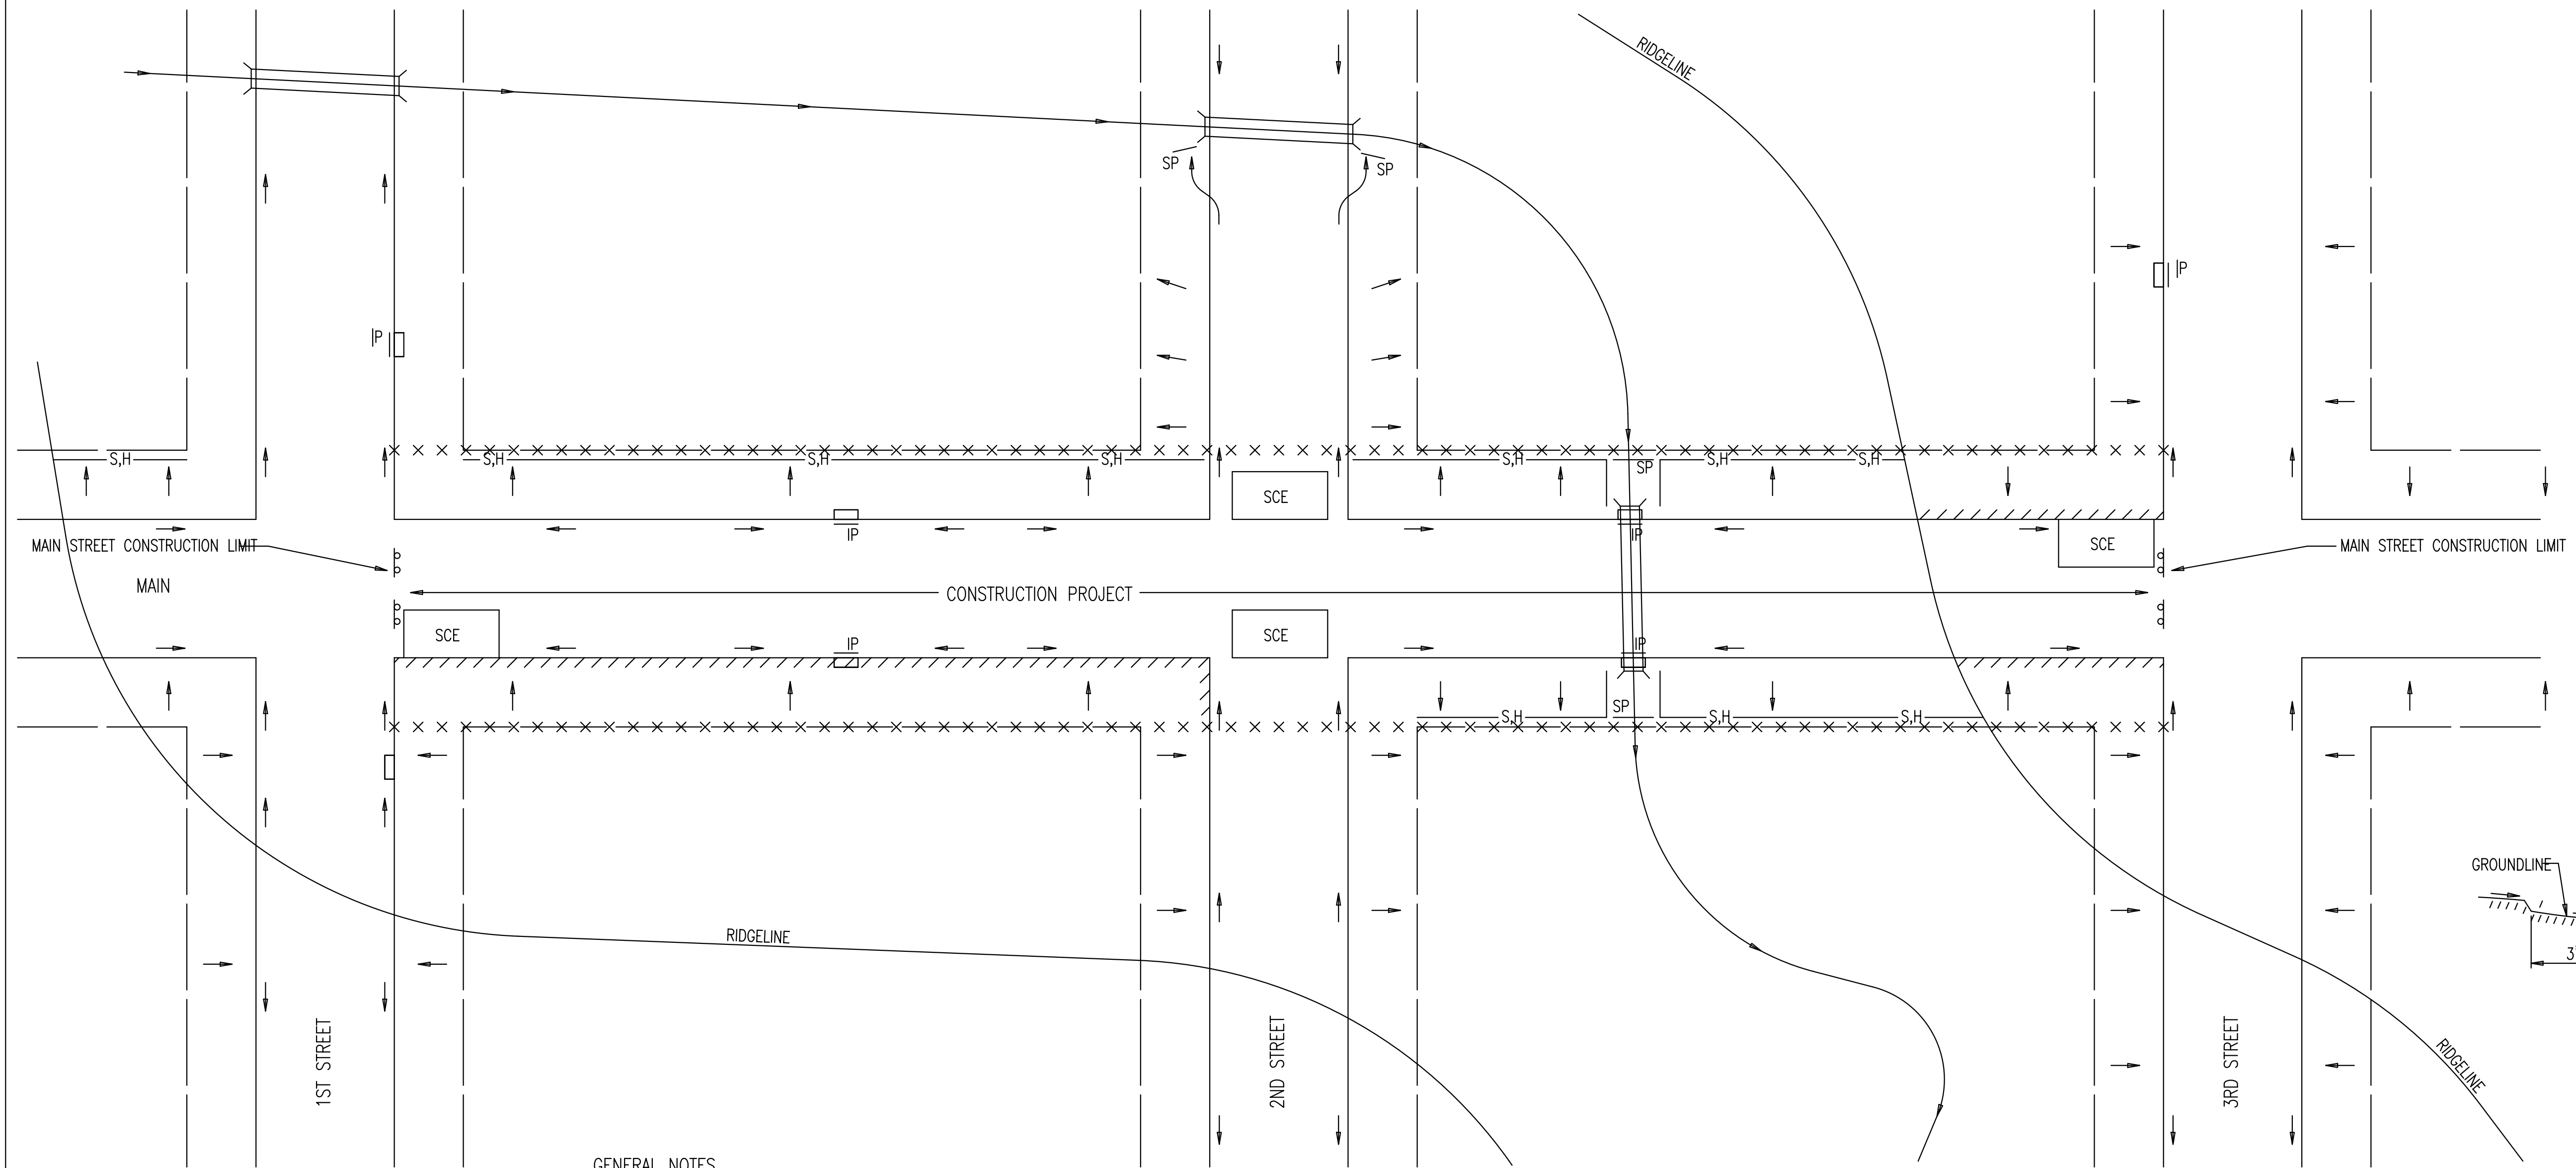 RIDGELINE
SP
SP
IP
IP
S,H
S,H
S,H
S,H
S,H
SP
S,H
S,H
SCE
IP
IP
MAIN STREET CONSTRUCTION LIMIT
SCE
MAIN STREET CONSTRUCTION LIMIT
MAIN
CONSTRUCTION PROJECT
SCE
SCE
IP
IP
S,H
SP
S,H
S,H
GROUNDLINE
RIDGELINE
3'
1ST STREET
2ND STREET
3RD STREET
RIDGELINE
GENERAL NOTES